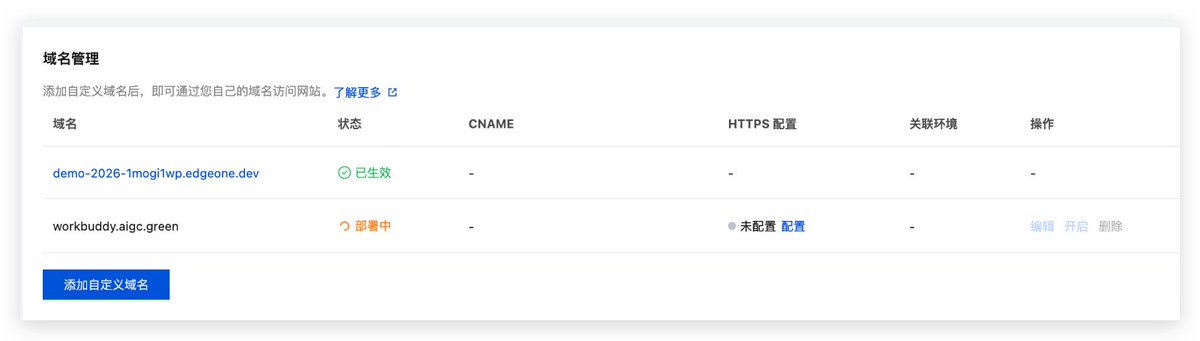 域名管理
添加自定义域名后，即可通过您自己的域名访问网站。了解更多
域名 状态 CNAME HTTPS 配置 关联环境 操作
demo-2026-1mogi1wp.edgeone.dev 已生效 - - - -
workbuddy.aigc.green 部署中 - 未配置 配置 - 编辑 开启 删除
添加自定义域名